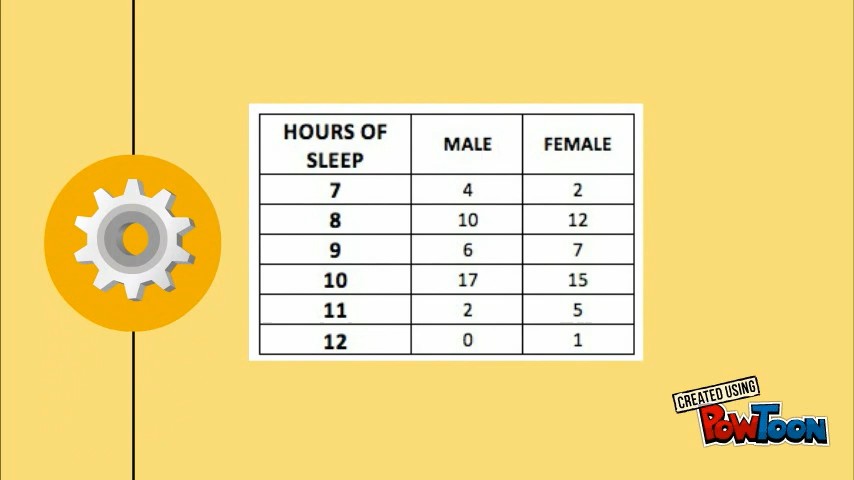 HOURS OF
SLEEP
MALE
FEMALE
7 4 2
8 10 12
9 6 7
10 17 15
11 2 5
12 0 1
CREATED USING
POWTOON